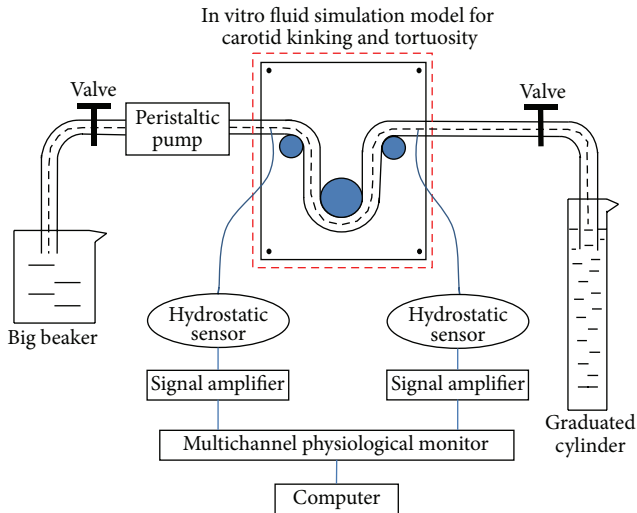 In vitro fluid simulation model for
carotid kinking and tortuosity
Valve
Peristaltic
pump
Valve
Big beaker
Hydrostatic
sensor
Hydrostatic
sensor
Signal amplifier
Signal amplifier
Graduated
cylinder
Multichannel physiological monitor
Computer